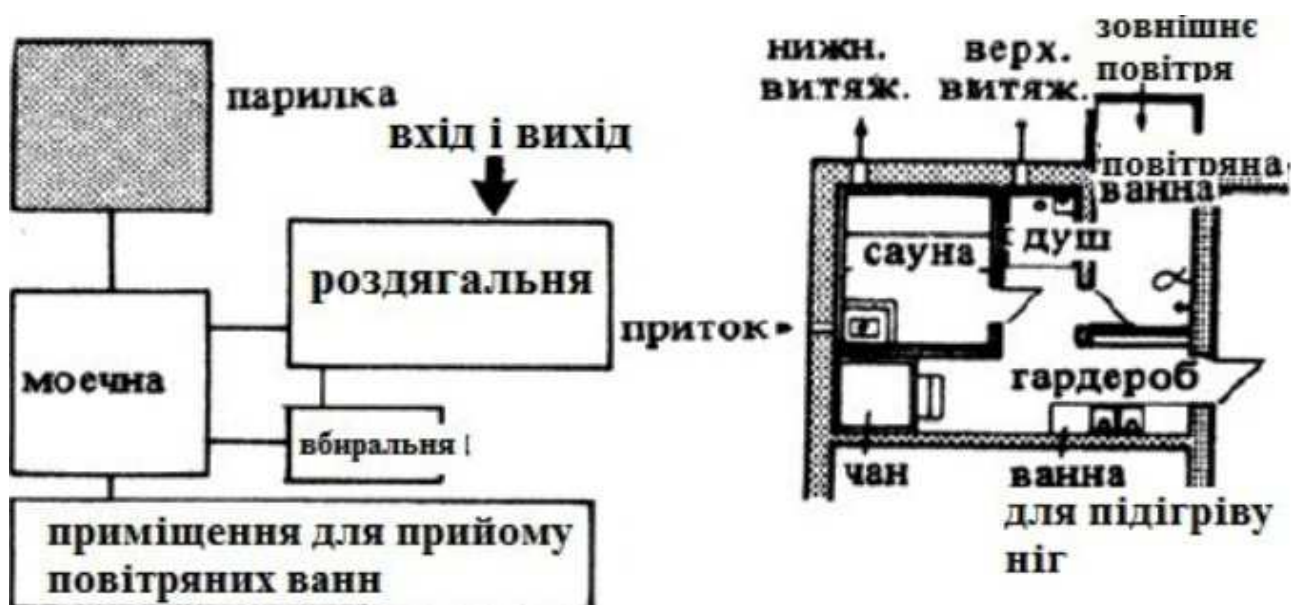 парилка
вхід і вихід
роздягальня
моечна
вбиральня
приміщення для прийому
повітряних ванн
нижн.
витяж.
верх.
витяж.
зовнішнє
повітря
повітряна
ванна
сауна
душ
приток
гардероб
чан
ванна
для підігріву
ніг